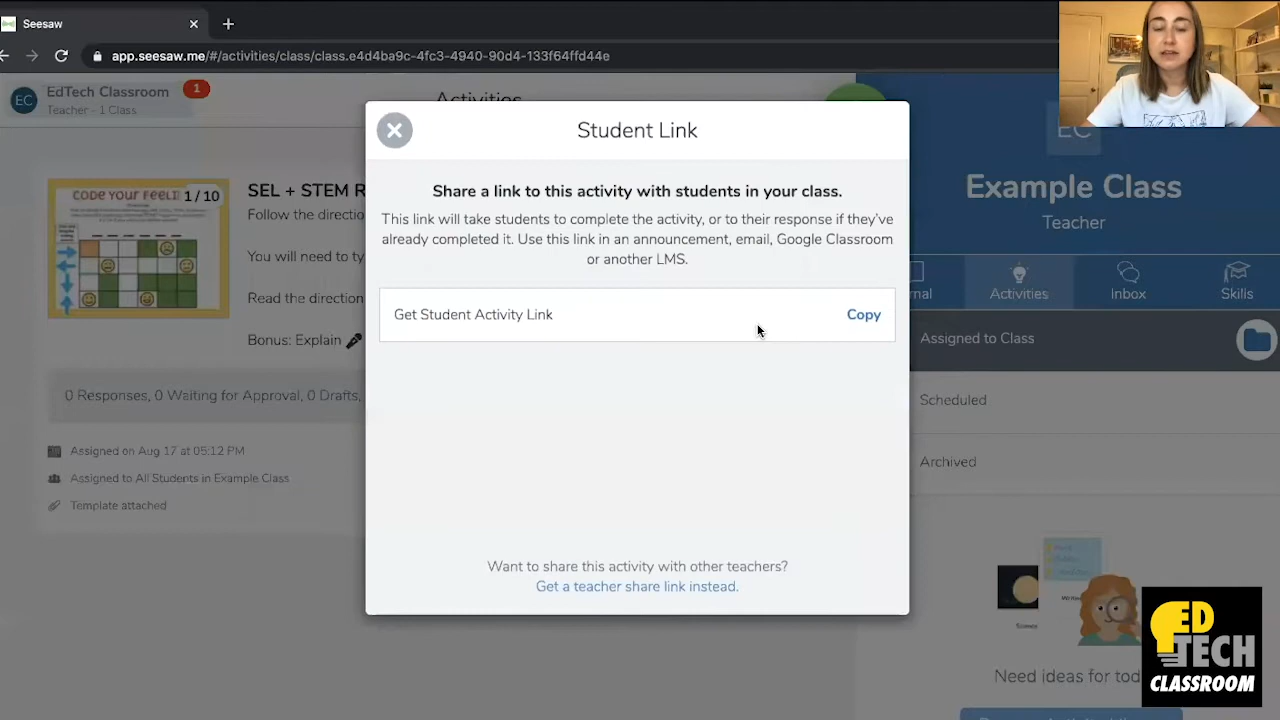 Seesaw
app.seesaw.me/#/activities/class/class.e4d4ba9c-4fc3-49f0-90d4-133f64ffd44e
EC
EdTech Classroom
Teacher - 1 Class
1
Activities
CODE YOUR FEELI
1 / 10
SEL + STEM R
Follow the directio
You will need to ty
Read the direction
Bonus: Explain
0 Responses, 0 Waiting for Approval, 0 Drafts,
Assigned on Aug 17 at 05:12 PM
Assigned to All Students in Example Class
Template attached
Student Link
Share a link to this activity with students in your class.
This link will take students to complete the activity, or to their response if they've
already completed it. Use this link in an announcement, email, Google Classroom
or another LMS.
Get Student Activity Link
Copy
Want to share this activity with other teachers?
Get a teacher share link instead.
EC
Example Class
Teacher
rnal
Activities
Inbox
Skills
Assigned to Class
Scheduled
Archived
Science
Need ideas for tod
ED
TECH
CLASSROOM